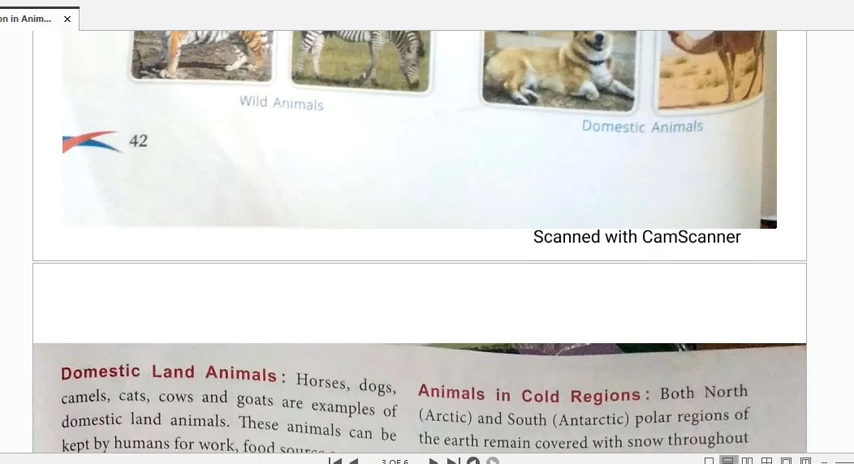 on in Anim...
Wild Animals
Domestic Animals
42
Scanned with CamScanner
Domestic Land Animals : Horses, dogs,
camels, cats, cows and goats are examples of
domestic land animals. These animals can be
kept by humans for work, food
Animals in Cold Regions : Both North
(Arctic) and South (Antarctic) polar regions of
the earth remain covered with snow throughout
3 OF 6